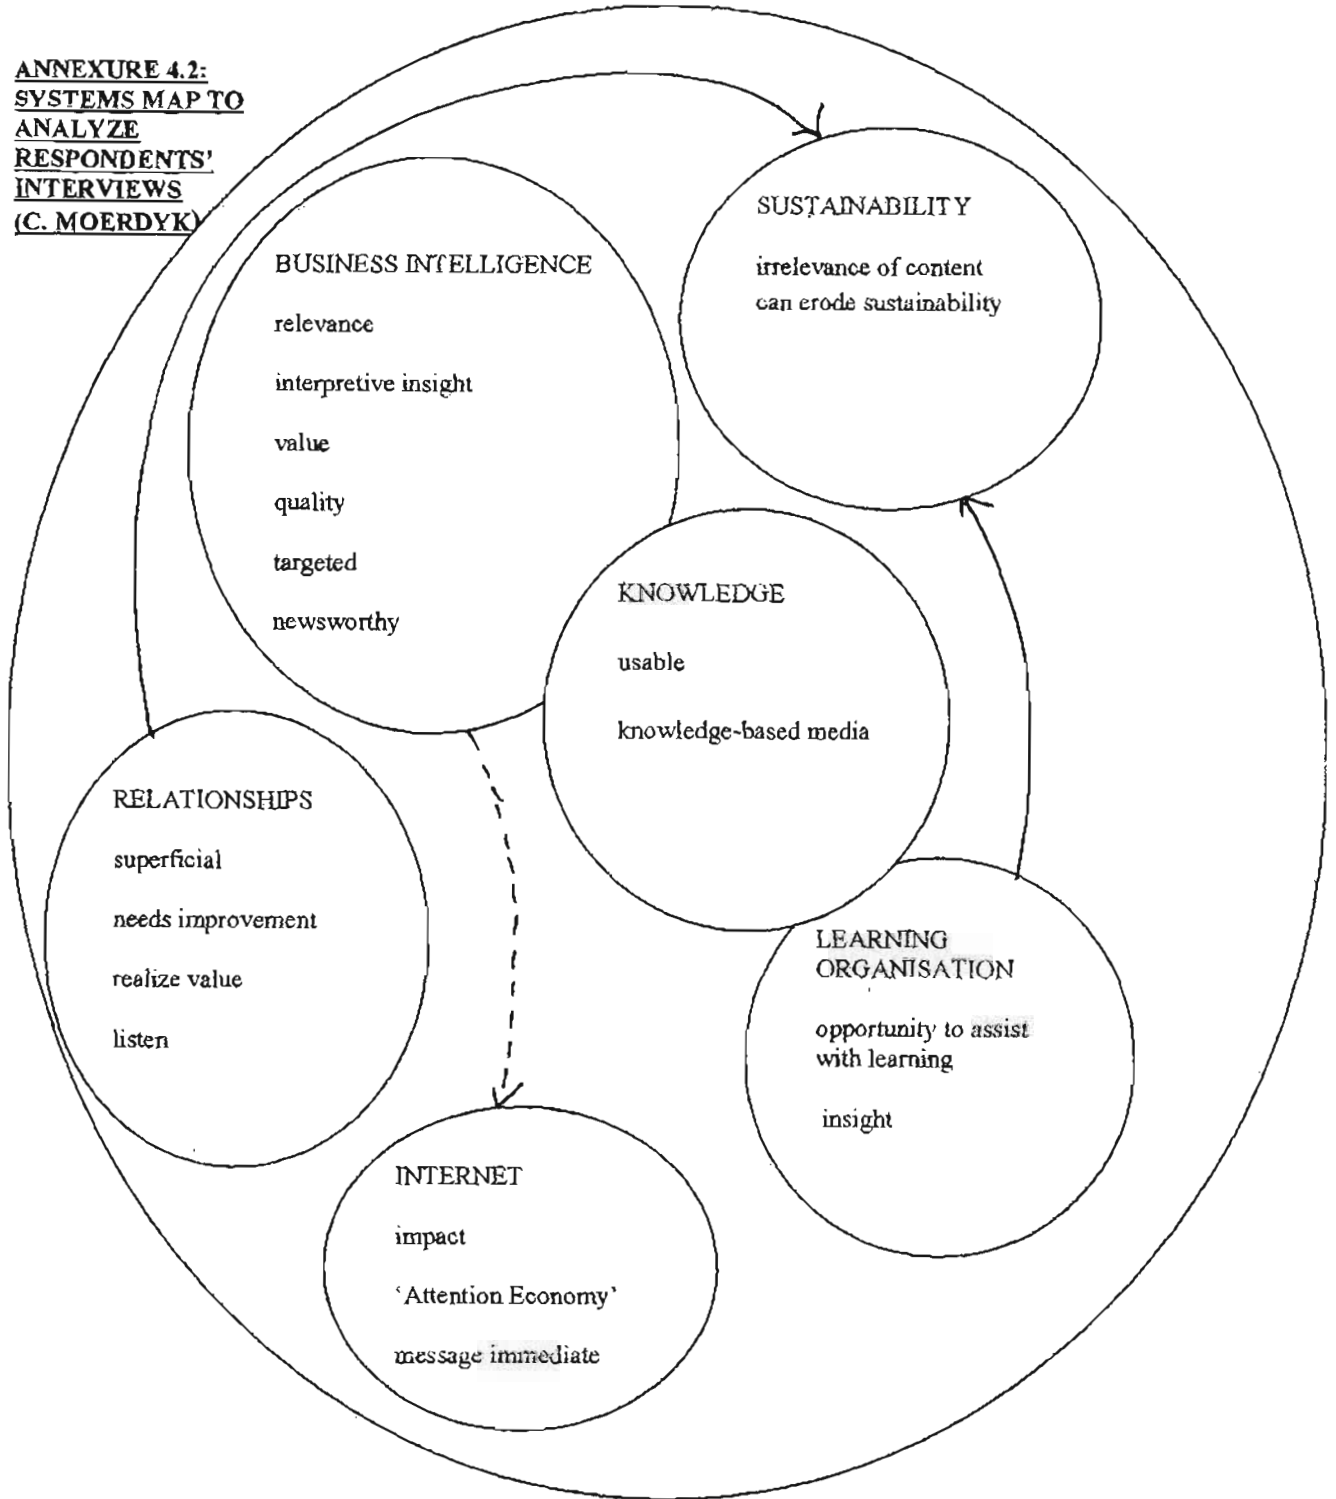 ANNEXURE 4.2:
SYSTEMS MAP TO
ANALYZE
RESPONDENTS'
INTERVIEWS
(C. MOERDYK)
BUSINESS INTELLIGENCE
relevance
interpretive insight
value
quality
targeted
newsworthy
SUSTAINABILITY
irrelevance of content
can erode sustainability
KNOWLEDGE
usable
knowledge-based media
RELATIONSHIPS
superficial
needs improvement
realize value
listen
LEARNING
ORGANISATION
opportunity to assist
with learning
insight
INTERNET
impact
'Attention Economy'
message immediate